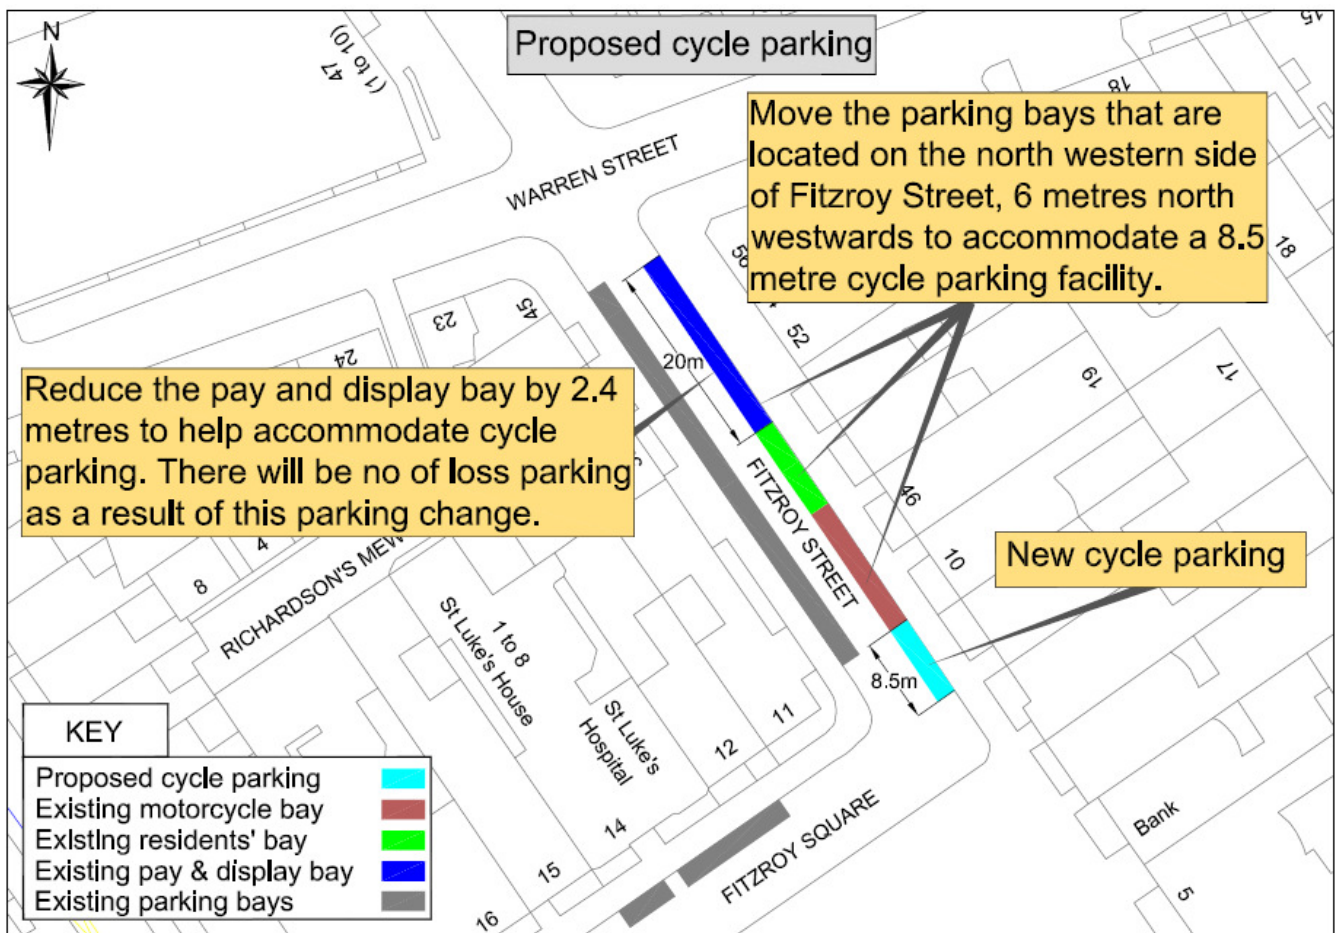 N
Proposed cycle parking
15
47
(1 to 10)
18
Move the parking bays that are
located on the north western side
of Fitzroy Street, 6 metres north
westwards to accommodate a 8.5
metre cycle parking facility.
WARREN STREET
56
18
52
45
23
24
20m
19
17
Reduce the pay and display bay by 2.4
metres to help accommodate cycle
parking. There will be no of loss parking
as a result of this parking change.
FITZROY STREET
46
4
8
RICHARDSON'S MEW
10
New cycle parking
1 to 8
St Luke's House
St Luke's
Hospital
8.5m
11
12
14
15
16
FITZROY SQUARE
Bank
5
KEY
Proposed cycle parking
Existing motorcycle bay
Existing residents' bay
Existing pay & display bay
Existing parking bays